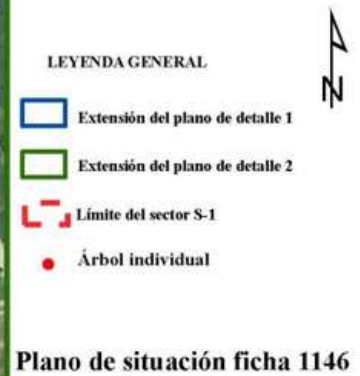 N
LEYENDA GENERAL
Extensión del plano de detalle 1
Extensión del plano de detalle 2
Límite del sector S-1
Árbol individual
Plano de situación ficha 1146